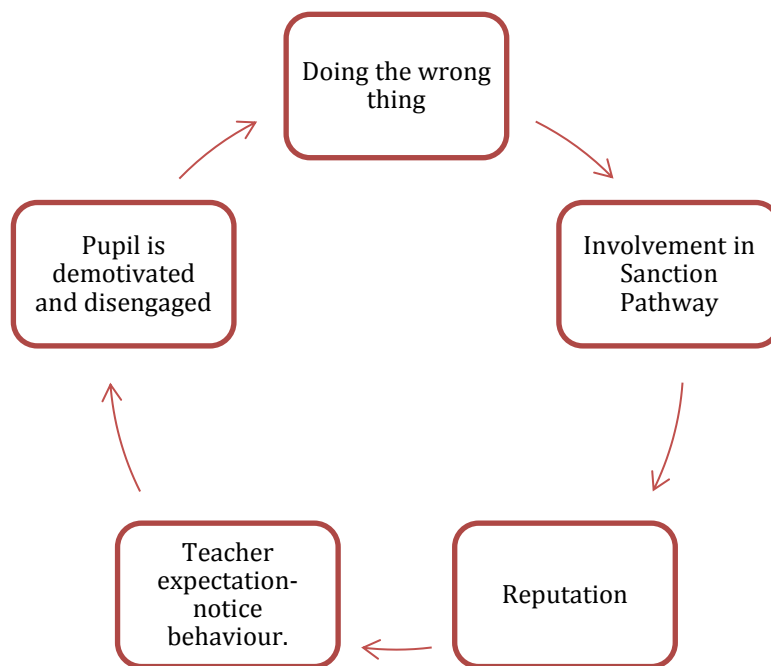 Doing the wrong
thing
Involvement in
Sanction
Pathway
Reputation
Teacher
expectation-
notice
behaviour.
Pupil is
demotivated
and disengaged